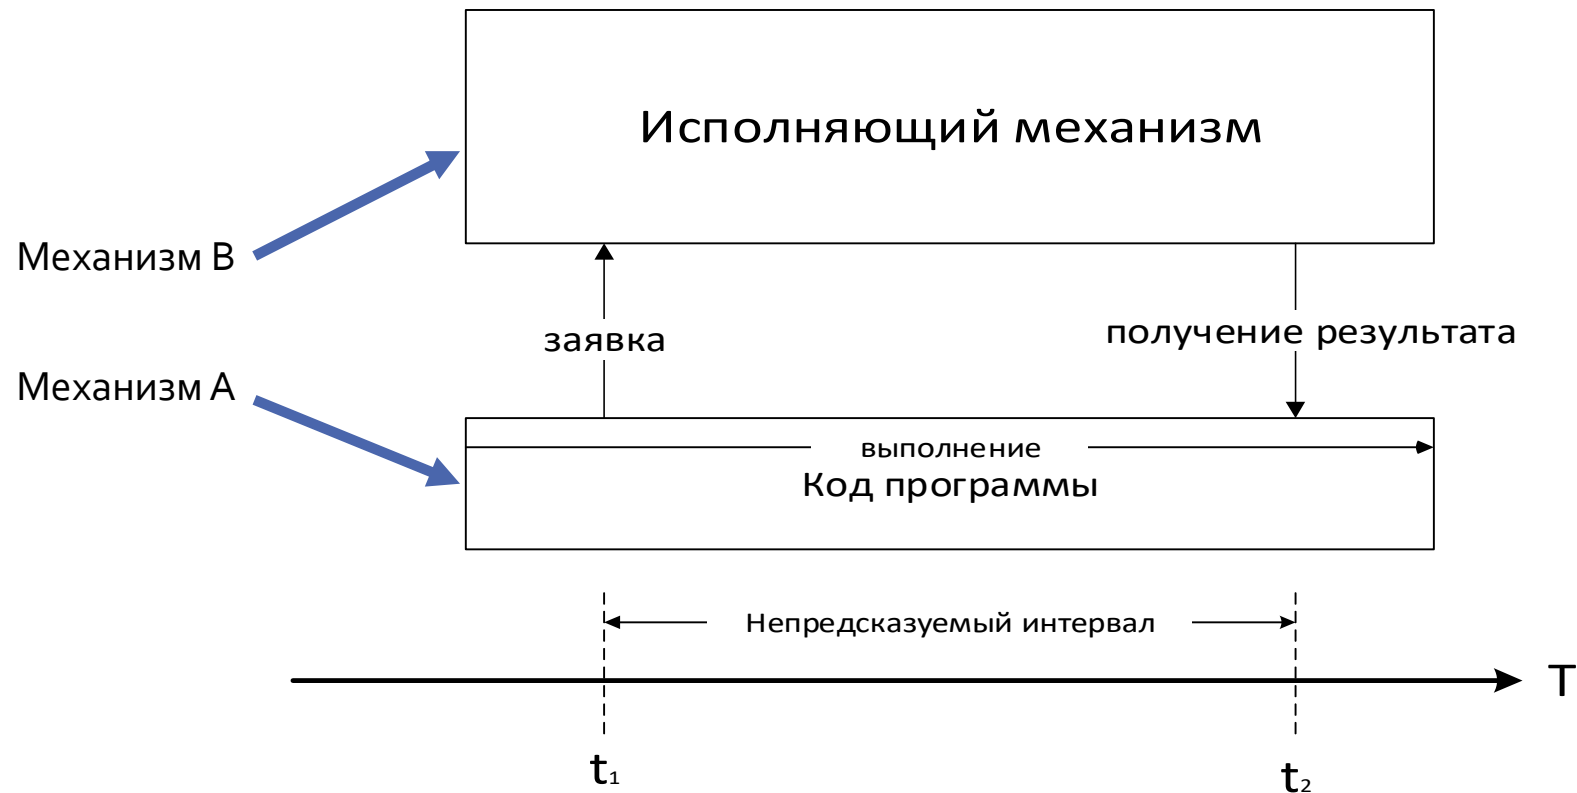 Исполняющий механизм
Механизм B
заявка
получение результата
Механизм A
выполнение
Код программы
Непредсказуемый интервал
T
t₁
t₂